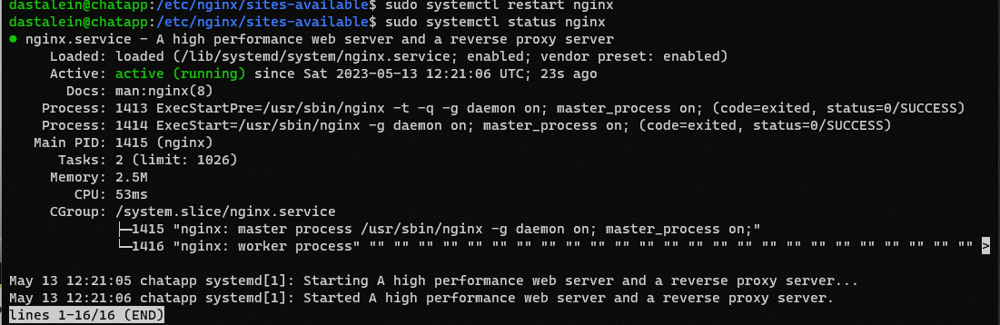 dastalein@chatapp:/etc/nginx/sites-available$ sudo systemctl restart nginx
dastalein@chatapp:/etc/nginx/sites-available$ sudo systemctl status nginx
● nginx.service - A high performance web server and a reverse proxy server
Loaded: loaded (/lib/systemd/system/nginx.service; enabled; vendor preset: enabled)
Active: active (running) since Sat 2023-05-13 12:21:06 UTC; 23s ago
Docs: man:nginx(8)
Process: 1413 ExecStartPre=/usr/sbin/nginx -t -q -g daemon on; master_process on; (code=exited, status=0/SUCCESS)
Process: 1414 ExecStart=/usr/sbin/nginx -g daemon on; master_process on; (code=exited, status=0/SUCCESS)
Main PID: 1415 (nginx)
Tasks: 2 (limit: 1026)
Memory: 2.5M
CPU: 53ms
CGroup: /system.slice/nginx.service
├─1415 "nginx: master process /usr/sbin/nginx -g daemon on; master_process on;"
└─1416 "nginx: worker process" "" "" "" "" "" "" "" "" "" "" "" "" "" "" "" "" "" "" "" "" "" "" "" "" "" >
May 13 12:21:05 chatapp systemd[1]: Starting A high performance web server and a reverse proxy server...
May 13 12:21:06 chatapp systemd[1]: Started A high performance web server and a reverse proxy server.
lines 1-16/16 (END)